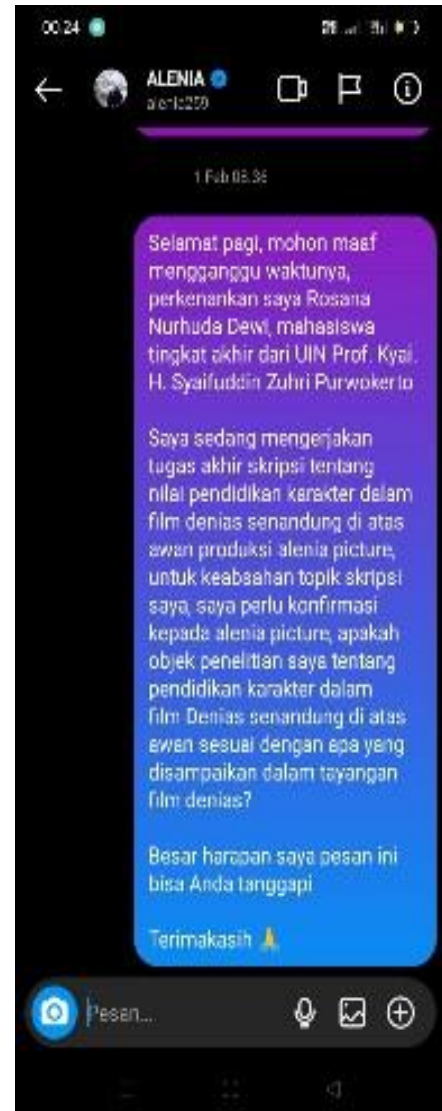 00.24
ALENIA
1 Feb 08.36
Selamat pagi, mohon maaf
mengganggu waktunya,
perkenankan saya Rosana
Nurhuda Dewi, mahasiswa
tingkat akhir dari UIN Prof. Kyai.
H. Syaifuddin Zuhri Purwokerto
Saya sedang mengerjakan
tugas akhir skripsi tentang
nilai pendidikan karakter dalam
film denias senandung di atas
awan produksi alenia picture,
untuk keabsahan topik skripsi
saya, saya perlu konfirmasi
kepada alenia picture, apakah
objek penelitian saya tentang
pendidikan karakter dalam
film Denias senandung di atas
awan sesuai dengan apa yang
disampaikan dalam tayangan
film denias?
Besar harapan saya pesan ini
bisa Anda tanggapi
Terimakasih 🙏
Pesan...